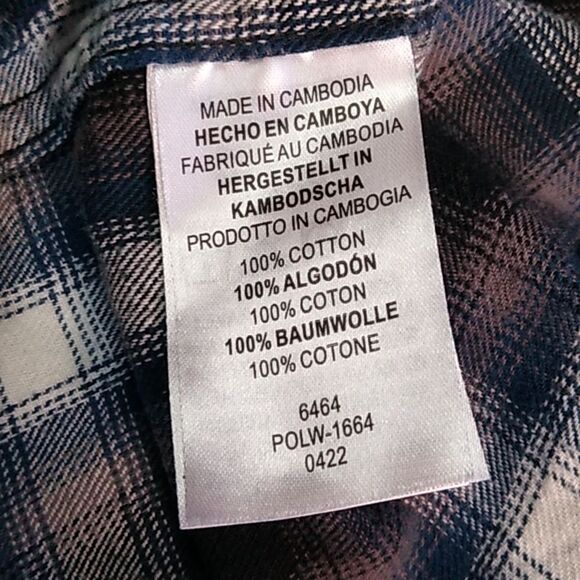 MADE IN CAMBODIA
HECHO EN CAMBOYA
FABRIQUÉ AU CAMBODIA
HERGESTELLT IN
KAMBODSCHA
PRODOTTO IN CAMBOGIA
100% COTTON
100% ALGODÓN
100% COTON
100% BAUMWOLLE
100% COTONE
6464
POLW-1664
0422